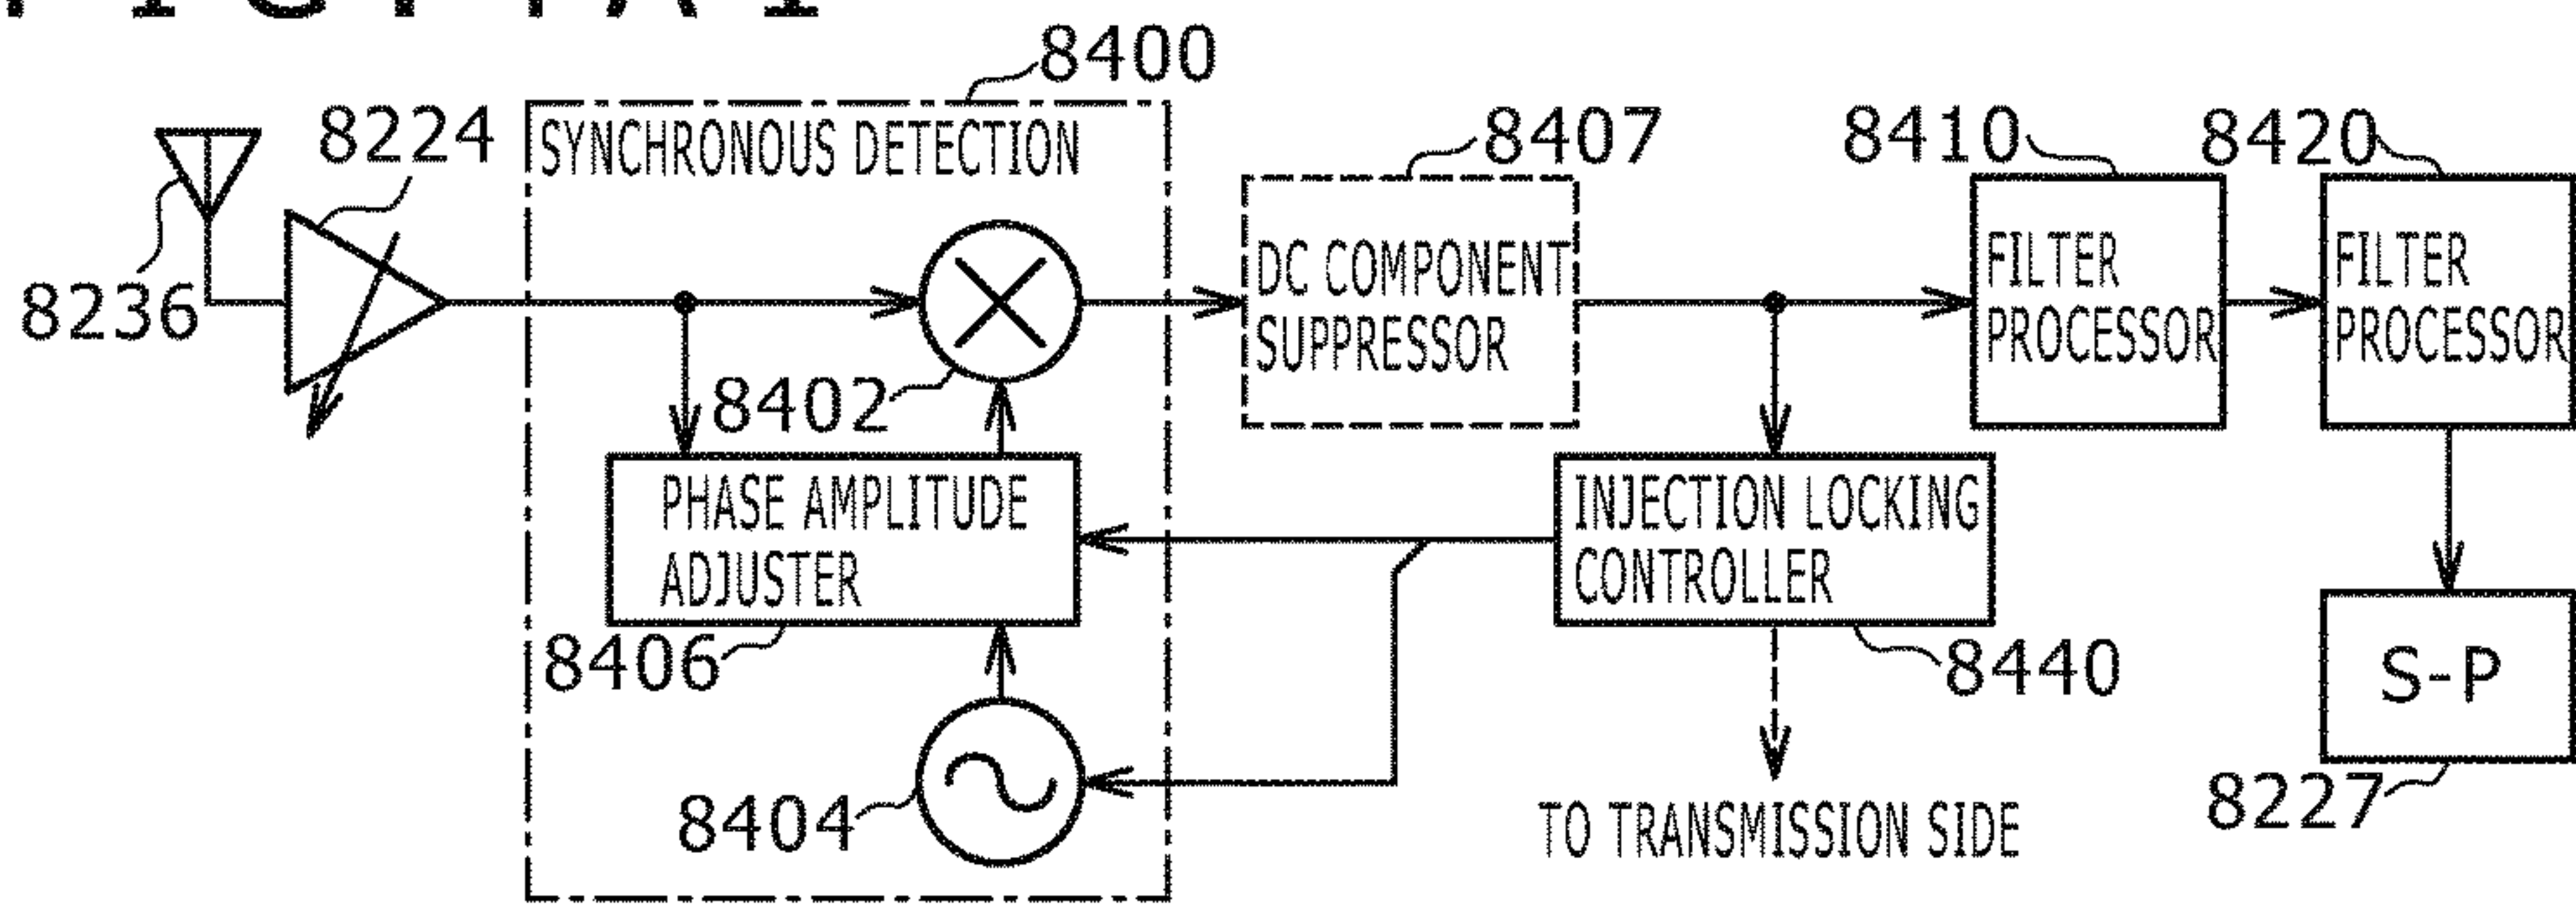 8400
8224
8407
8410
8420
SYNCHRONOUS DETECTION
8236
DC COMPONENT
SUPPRESSOR
FILTER
PROCESSOR
FILTER
PROCESSOR
8402
PHASE AMPLITUDE
ADJUSTER
INJECTION LOCKING
CONTROLLER
8406
8440
S-P
8404
TO TRANSMISSION SIDE
8227